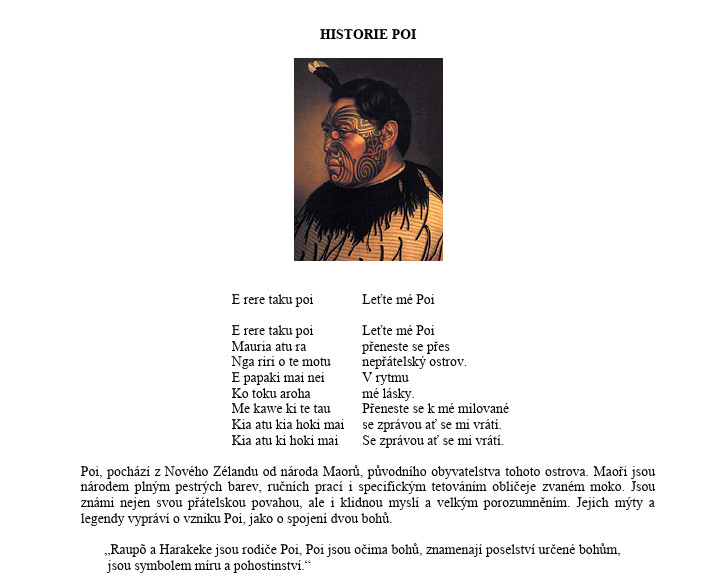 HISTORIE POI
E rere taku poi Leťte mé Poi
E rere taku poi Leťte mé Poi
Mauria atu ra přeneste se přes
Nga riri o te motu nepřátelský ostrov.
E papaki mai nei V rytmu
Ko toku aroha mé lásky.
Me kawe ki te tau Přeneste se k mé milované
Kia atu kia hoki mai se zprávou ať se mi vrátí.
Kia atu ki hoki mai Se zprávou ať se mi vrátí.
Poi, pochází z Nového Zélandu od národa Maorů, původního obyvatelstva tohoto ostrova. Maoři jsou
národem plným pestrých barev, ručních prací i specifickým tetováním obličeje zvaném moko. Jsou
známi nejen svou přátelskou povahou, ale i klidnou myslí a velkým porozumněním. Jejich mýty a
legendy vypráví o vzniku Poi, jako o spojení dvou bohů.
„Raupõ a Harakeke jsou rodiče Poi, Poi jsou očima bohů, znamenají poselství určené bohům,
jsou symbolem míru a pohostinství.“